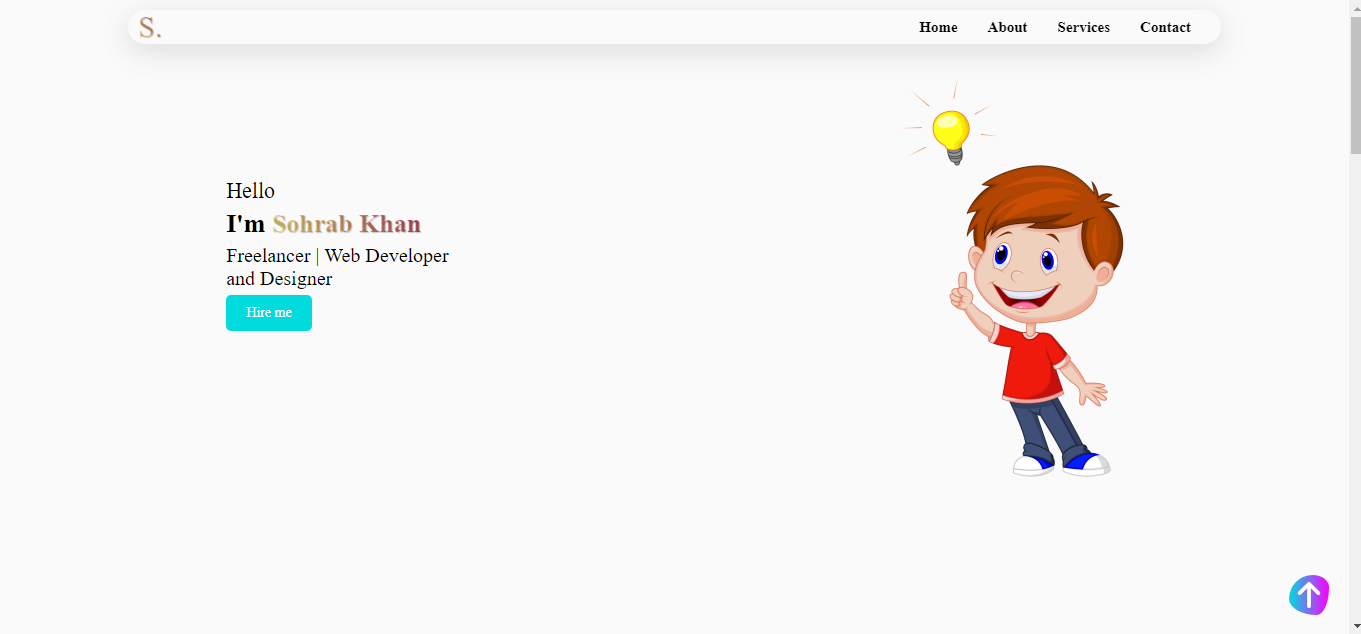 S.
Home About Services Contact
Hello
I'm Sohrab Khan
Freelancer | Web Developer
and Designer
Hire me